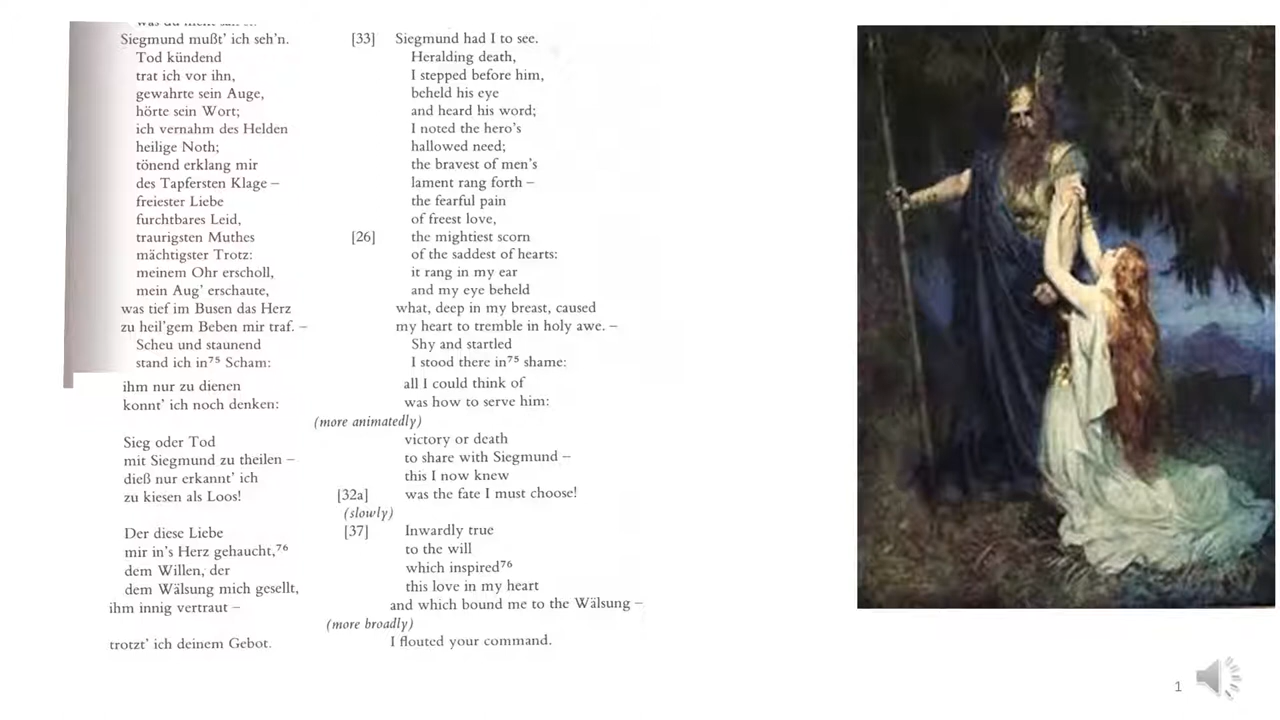 Siegmund mußt' ich seh'n.
Tod kündend
trat ich vor ihn,
gewahrte sein Auge,
hörte sein Wort;
ich vernahm des Helden
heilige Noth;
tönend erklang mir
des Tapfersten Klage –
freiester Liebe
furchtbares Leid,
traurigsten Muthes
mächtigster Trotz:
meinem Ohr erscholl,
mein Aug' erschaute,
was tief im Busen das Herz
zu heil'gem Beben mir traf. –
Scheu und staunend
stand ich in⁷⁵ Scham:
ihm nur zu dienen
konnt' ich noch denken:
Sieg oder Tod
mit Siegmund zu theilen –
dieß nur erkannt' ich
zu kiesen als Loos!
Der diese Liebe
mir in's Herz gehaucht,⁷⁶
dem Willen, der
dem Wälsung mich gesellt,
ihm innig vertraut –
trotzt' ich deinem Gebot.
[33] Siegmund had I to see.
Heralding death,
I stepped before him,
beheld his eye
and heard his word;
I noted the hero's
hallowed need;
the bravest of men's
lament rang forth –
the fearful pain
of freest love,
[26] the mightiest scorn
of the saddest of hearts:
it rang in my ear
and my eye beheld
what, deep in my breast, caused
my heart to tremble in holy awe. –
Shy and startled
I stood there in⁷⁵ shame:
all I could think of
was how to serve him:
(more animatedly)
victory or death
to share with Siegmund –
this I now knew
[32a] was the fate I must choose!
(slowly)
[37] Inwardly true
to the will
which inspired⁷⁶
this love in my heart
and which bound me to the Wälsung –
(more broadly)
I flouted your command.
1